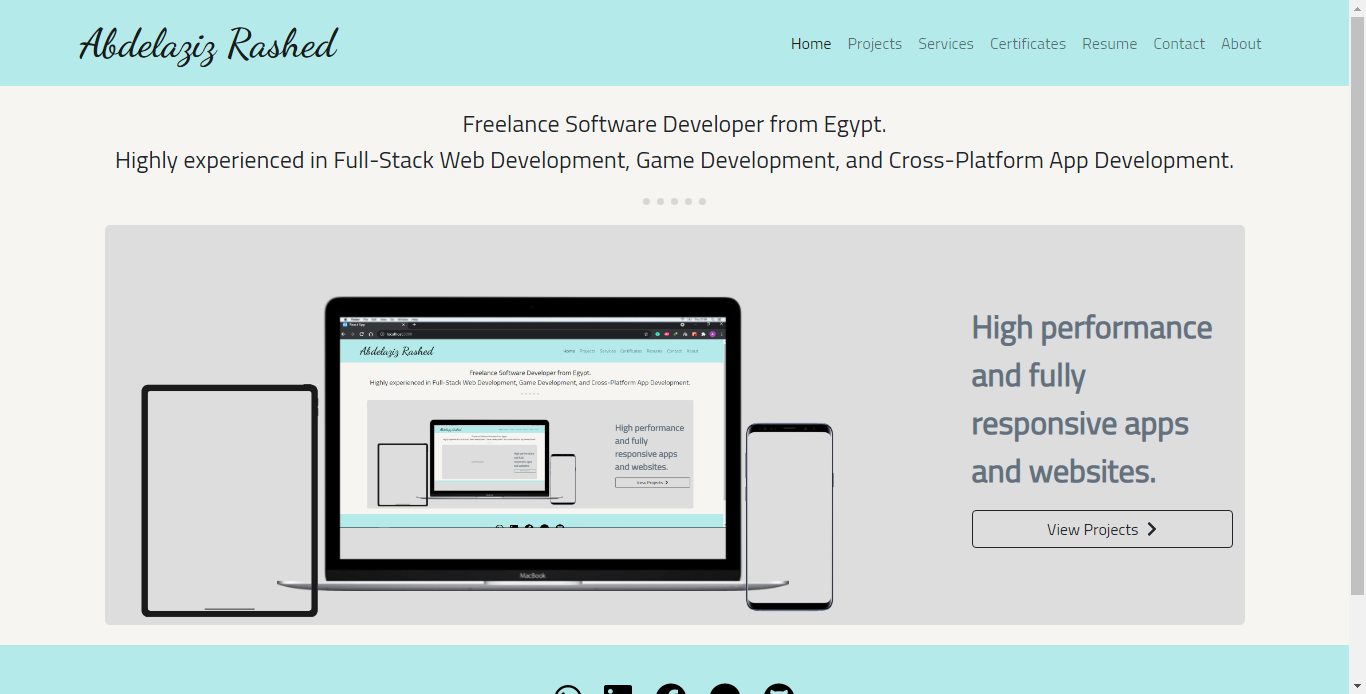 Abdelaziz Rashed
Home Projects Services Certificates Resume Contact About
Freelance Software Developer from Egypt.
Highly experienced in Full-Stack Web Development, Game Development, and Cross-Platform App Development.
React App
localhost:3000
Abdelaziz Rashed
Home Projects Services Certificates Resume Contact About
Freelance Software Developer from Egypt.
Highly experienced in Full-Stack Web Development, Game Development, and Cross-Platform App Development.
High performance
and fully
responsive apps
and websites.
View Projects
MacBook
High performance
and fully
responsive apps
and websites.
View Projects